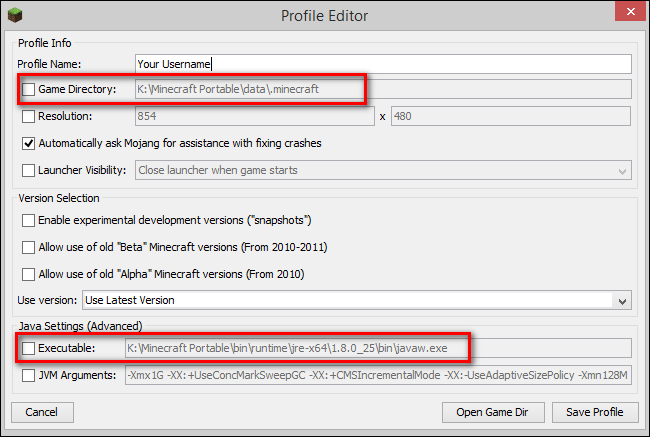 Profile Editor
Profile Info
Profile Name: Your Username
Game Directory: K:\Minecraft Portable\data\.minecraft
Resolution: 854 x 480
Automatically ask Mojang for assistance with fixing crashes
Launcher Visibility: Close launcher when game starts
Version Selection
Enable experimental development versions ("snapshots")
Allow use of old "Beta" Minecraft versions (From 2010-2011)
Allow use of old "Alpha" Minecraft versions (From 2010)
Use version: Use Latest Version
Java Settings (Advanced)
Executable: K:\Minecraft Portable\bin\runtime\jre-x64\1.8.0_25\bin\javaw.exe
JVM Arguments: -Xmx1G -XX:+UseConcMarkSweepGC -XX:+CMSIncrementalMode -XX:-UseAdaptiveSizePolicy -Xmn128M
Cancel Open Game Dir Save Profile